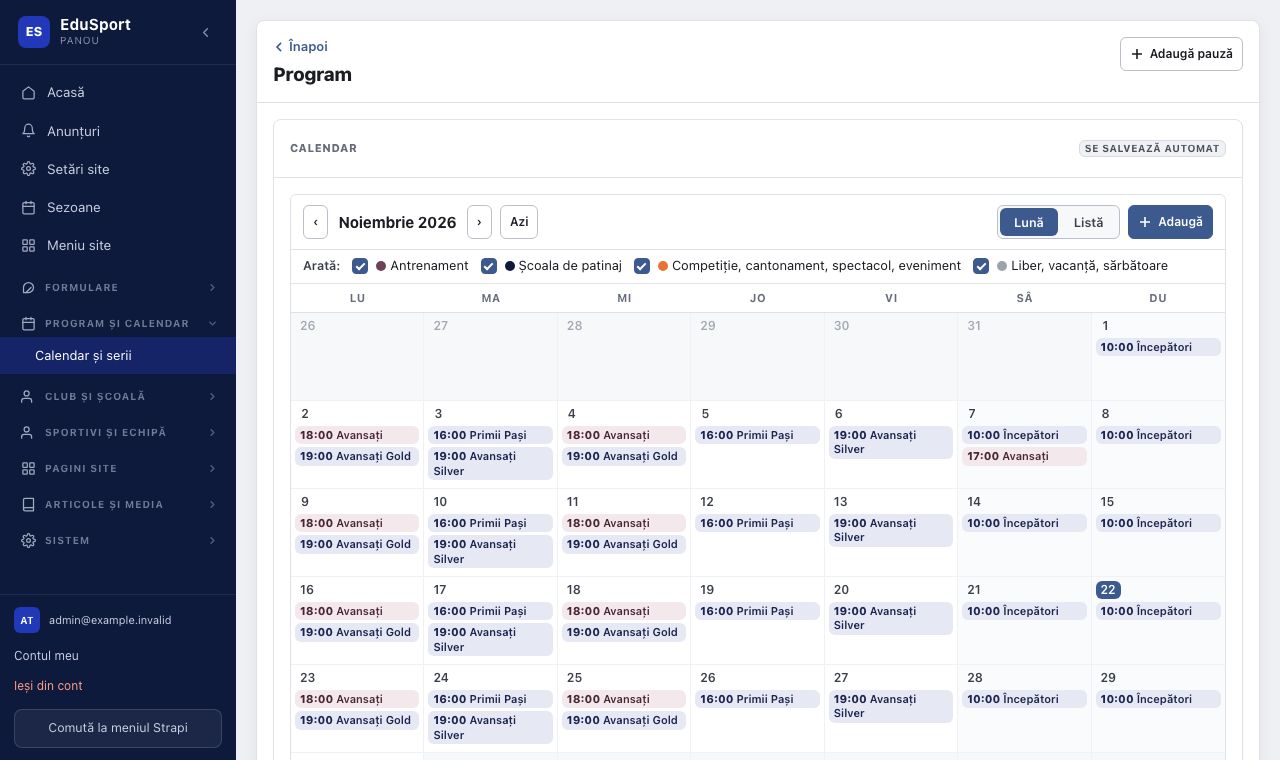 ES
EduSport
PANOU
Acasă
Anunțuri
Setări site
Sezoane
Meniu site
FORMULARE
PROGRAM ȘI CALENDAR
Calendar și serii
CLUB ȘI ȘCOALĂ
SPORTIVI ȘI ECHIPĂ
PAGINI SITE
ARTICOLE ȘI MEDIA
SISTEM
AT admin@example.invalid
Contul meu
Ieși din cont
Comută la meniul Strapi
Înapoi
Program
+ Adaugă pauză
CALENDAR
SE SALVEAZĂ AUTOMAT
‹ Noiembrie 2026 › Azi
Lună Listă + Adaugă
Arată: Antrenament Școala de patinaj Competiție, cantonament, spectacol, eveniment Liber, vacanță, sărbătoare
LU MA MI JO VI SÂ DU
26 27 28 29 30 31 1
10:00 Începători
2 3 4 5 6 7 8
18:00 Avansați 16:00 Primii Pași 18:00 Avansați 16:00 Primii Pași 19:00 Avansați 10:00 Începători 10:00 Începători
Silver
19:00 Avansați Gold 19:00 Avansați 19:00 Avansați Gold 17:00 Avansați
Silver
9 10 11 12 13 14 15
18:00 Avansați 16:00 Primii Pași 18:00 Avansați 16:00 Primii Pași 19:00 Avansați 10:00 Începători 10:00 Începători
Silver
19:00 Avansați Gold 19:00 Avansați 19:00 Avansați Gold
Silver
16 17 18 19 20 21 22
18:00 Avansați 16:00 Primii Pași 18:00 Avansați 16:00 Primii Pași 19:00 Avansați 10:00 Începători 10:00 Începători
Silver
19:00 Avansați Gold 19:00 Avansați 19:00 Avansați Gold
Silver
23 24 25 26 27 28 29
18:00 Avansați 16:00 Primii Pași 18:00 Avansați 16:00 Primii Pași 19:00 Avansați 10:00 Începători 10:00 Începători
Silver
19:00 Avansați Gold 19:00 Avansați 19:00 Avansați Gold
Silver